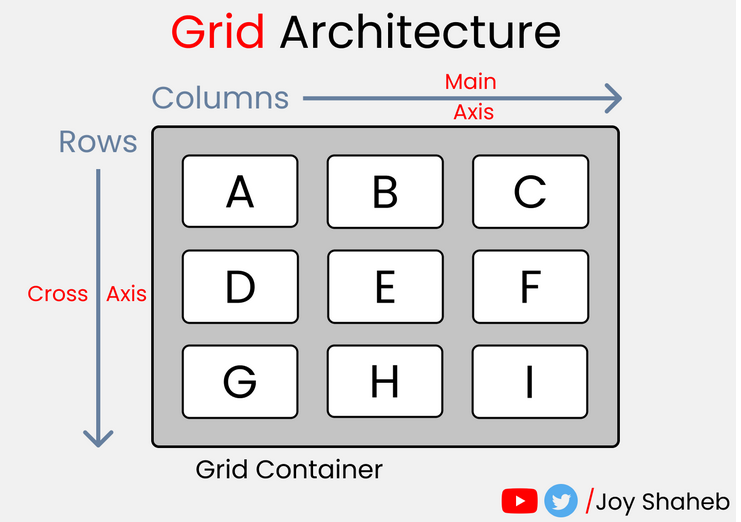 Grid Architecture
Columns
Main
Axis
Rows
A B C
Cross Axis
D E F
G H I
Grid Container
/Joy Shaheb